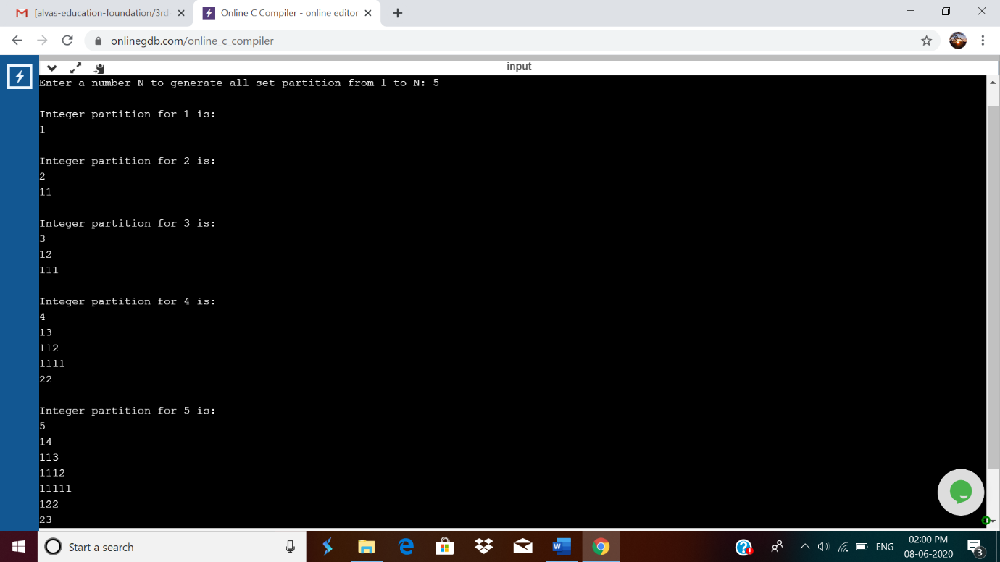 [alvas-education-foundation/3rd
Online C Compiler - online editor
onlinegdb.com/online_c_compiler
input
Enter a number N to generate all set partition from 1 to N: 5
Integer partition for 1 is:
1
Integer partition for 2 is:
2
11
Integer partition for 3 is:
3
12
111
Integer partition for 4 is:
4
13
112
1111
22
Integer partition for 5 is:
5
14
113
1112
11111
122
23
Start a search
ENG
02:00 PM
08-06-2020
3